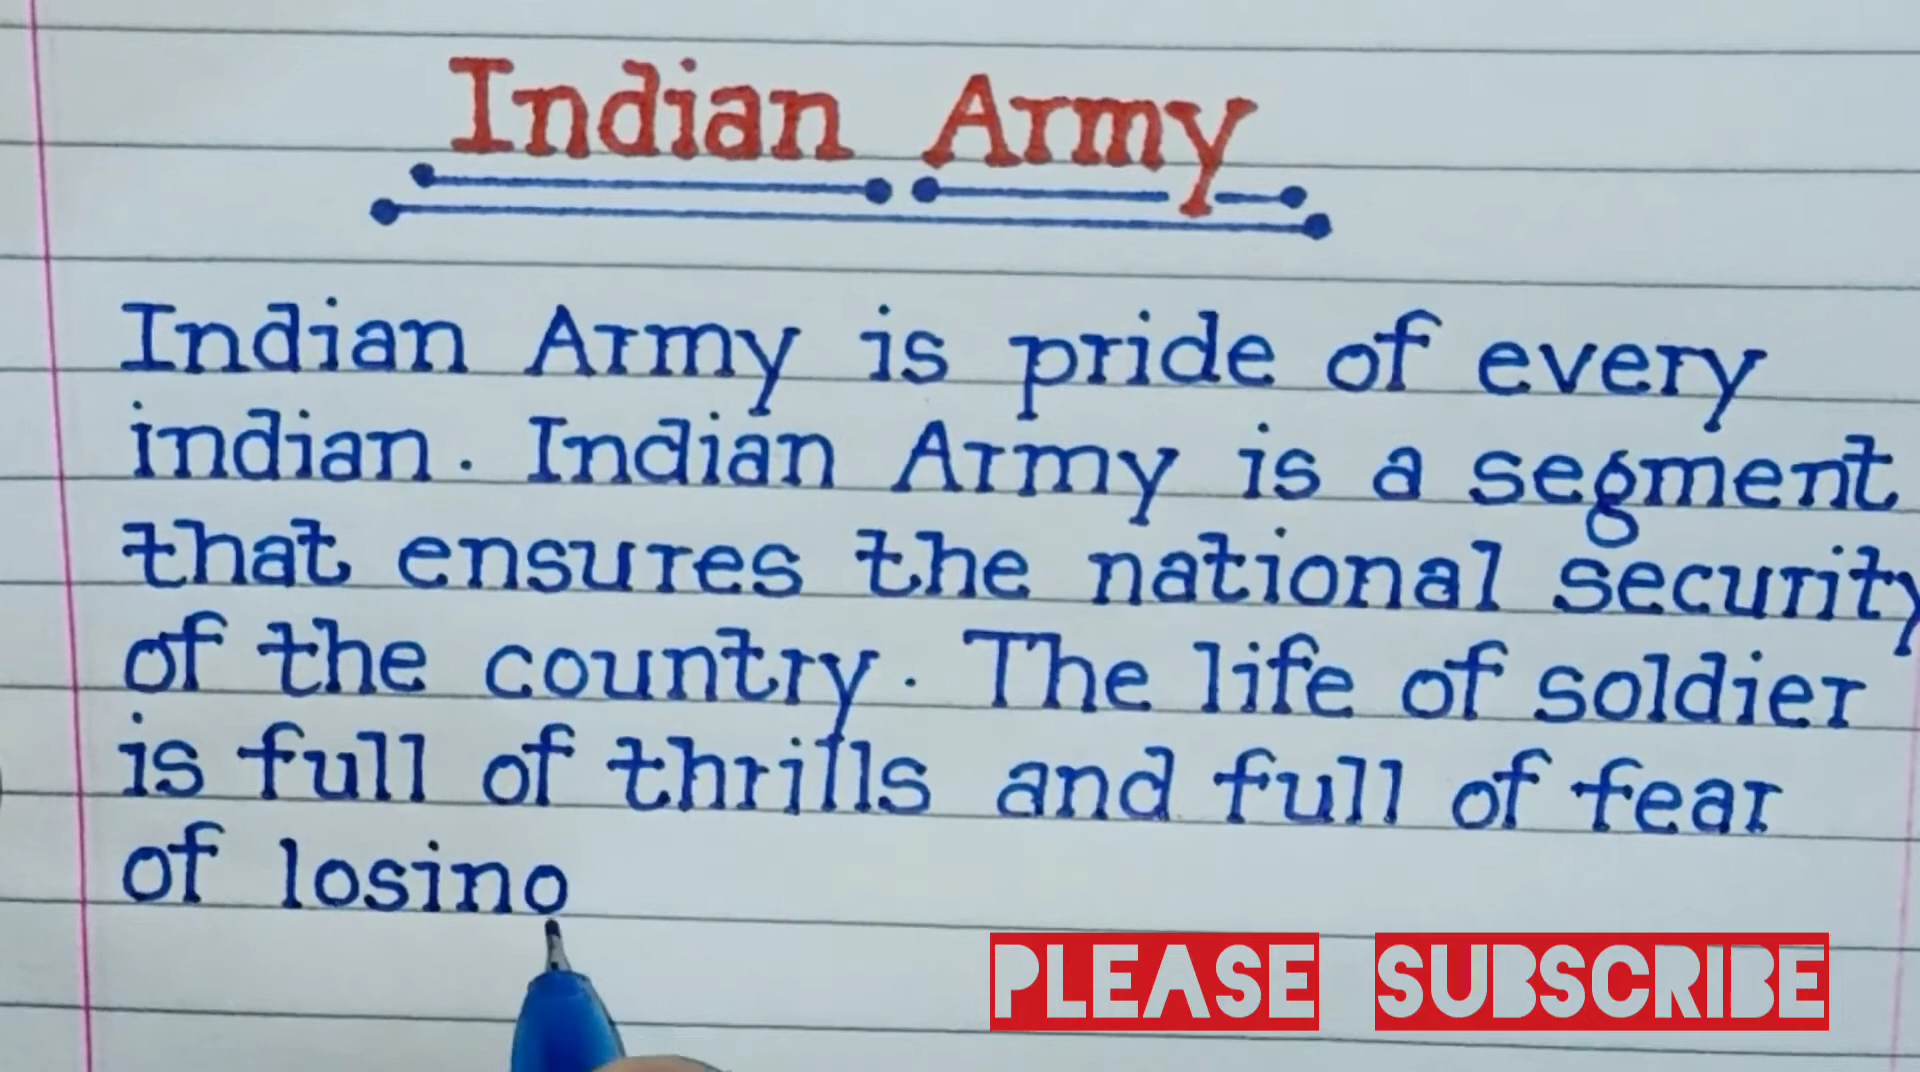 Indian Army
Indian Army is pride of every
indian. Indian Army is a segment
that ensures the national security
of the country. The life of soldier
is full of thrills and full of fear
of losino
PLEASE SUBSCRIBE